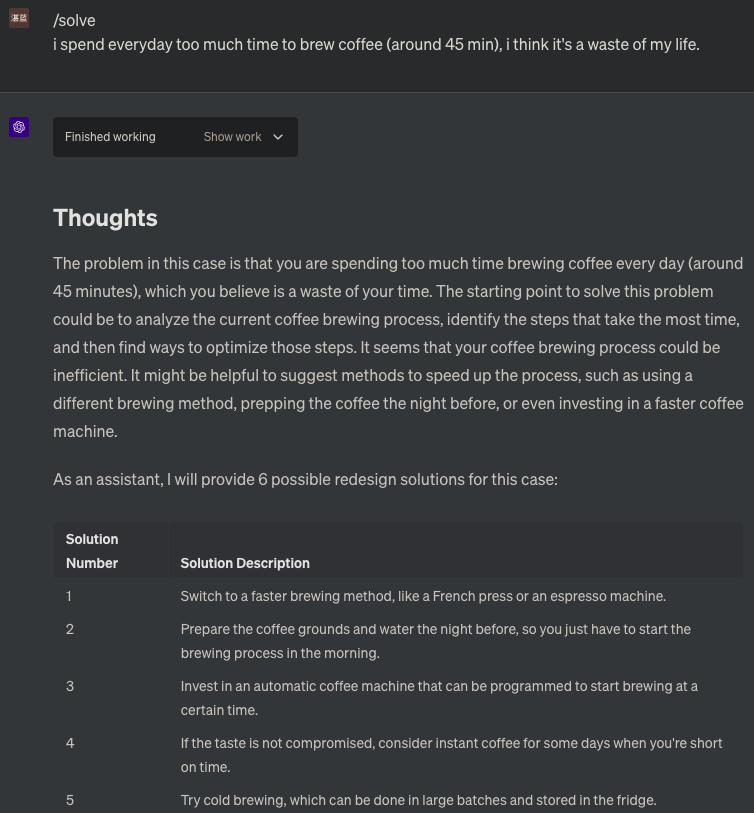 湛蓝
/solve
i spend everyday too much time to brew coffee (around 45 min), i think it's a waste of my life.
Finished working Show work
Thoughts
The problem in this case is that you are spending too much time brewing coffee every day (around
45 minutes), which you believe is a waste of your time. The starting point to solve this problem
could be to analyze the current coffee brewing process, identify the steps that take the most time,
and then find ways to optimize those steps. It seems that your coffee brewing process could be
inefficient. It might be helpful to suggest methods to speed up the process, such as using a
different brewing method, prepping the coffee the night before, or even investing in a faster coffee
machine.
As an assistant, I will provide 6 possible redesign solutions for this case:
Solution
Number Solution Description
1 Switch to a faster brewing method, like a French press or an espresso machine.
2 Prepare the coffee grounds and water the night before, so you just have to start the
brewing process in the morning.
3 Invest in an automatic coffee machine that can be programmed to start brewing at a
certain time.
4 If the taste is not compromised, consider instant coffee for some days when you're short
on time.
5 Try cold brewing, which can be done in large batches and stored in the fridge.